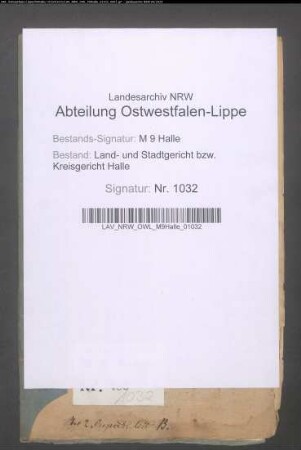 Landesarchiv NRW
Abteilung Ostwestfalen-Lippe
Bestands-Signatur: M 9 Halle
Bestand: Land- und Stadtgericht bzw.
Kreisgericht Halle
Signatur: Nr. 1032
LAV_NRW_OWL_M9Halle_01032
1032